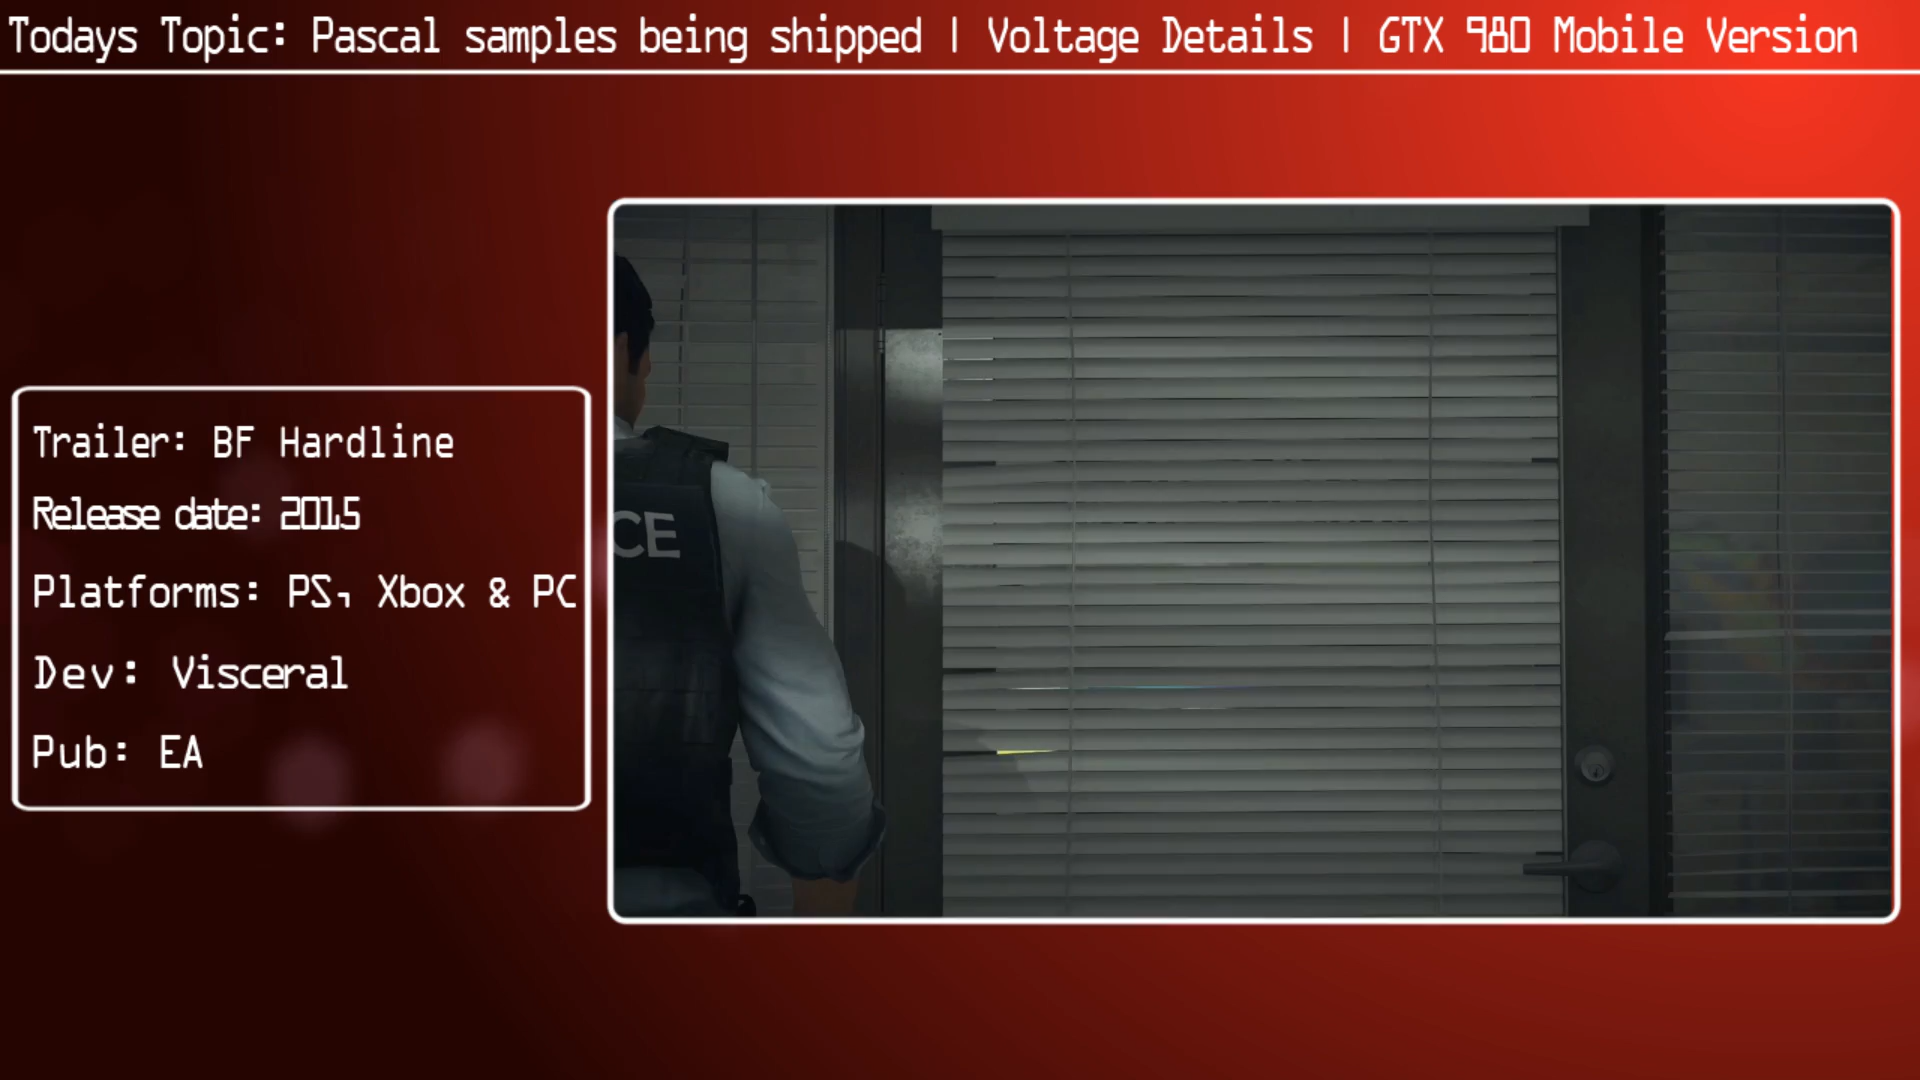 Todays Topic: Pascal samples being shipped | Voltage Details | GTX 980 Mobile Version
Trailer: BF Hardline
Release date: 2015
Platforms: PS, Xbox & PC
Dev: Visceral
Pub: EA
CE